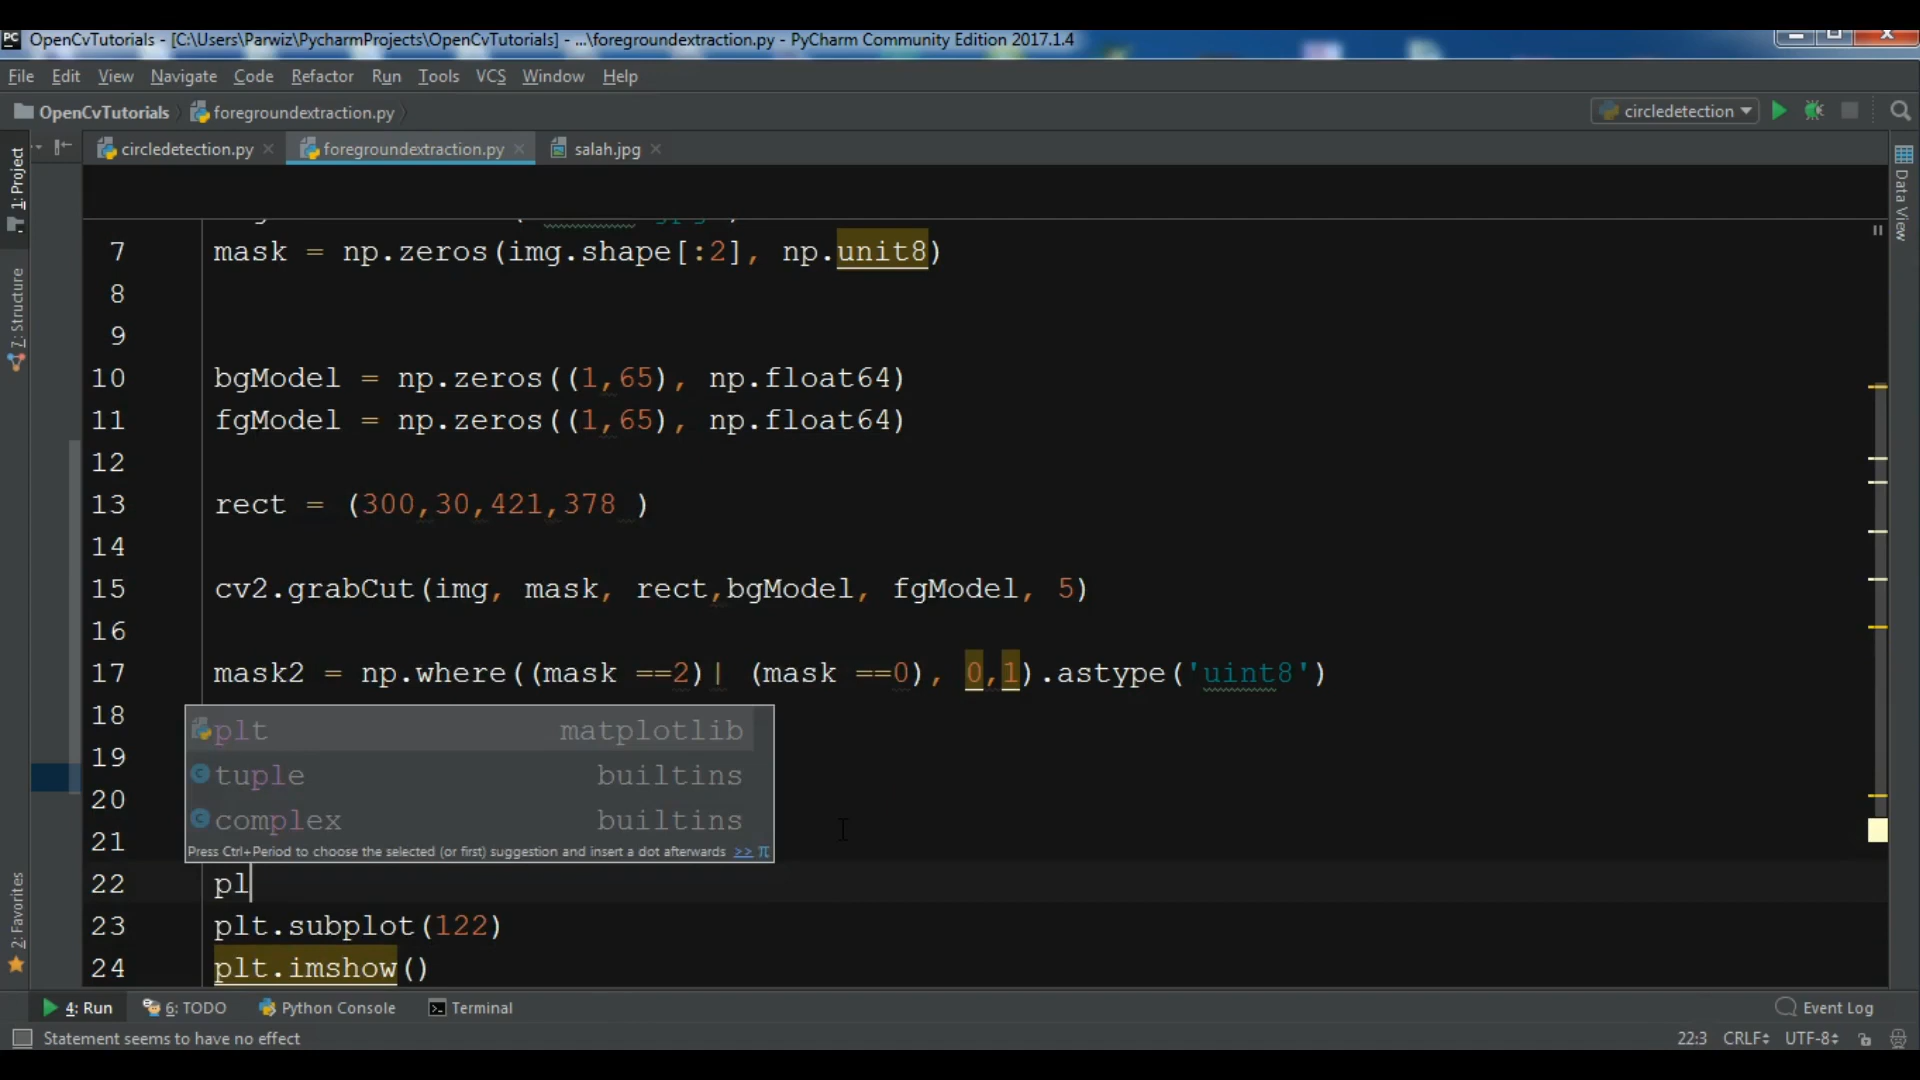 PC OpenCvTutorials - [C:\Users\Parwiz\PycharmProjects\OpenCvTutorials] - ...\foregroundextraction.py - PyCharm Community Edition 2017.1.4
File Edit View Navigate Code Refactor Run Tools VCS Window Help
OpenCvTutorials foregroundextraction.py circledetection
circledetection.py foregroundextraction.py salah.jpg
1: Project
7: Structure
2: Favorites
Data View
7 mask = np.zeros(img.shape[:2], np.unit8)
8
9
10 bgModel = np.zeros((1,65), np.float64)
11 fgModel = np.zeros((1,65), np.float64)
12
13 rect = (300,30,421,378 )
14
15 cv2.grabCut(img, mask, rect,bgModel, fgModel, 5)
16
17 mask2 = np.where((mask ==2)| (mask ==0), 0,1).astype('uint8')
18 plt matplotlib
19 tuple builtins
20 complex builtins
21 Press Ctrl+Period to choose the selected (or first) suggestion and insert a dot afterwards >> π
22 pl
23 plt.subplot(122)
24 plt.imshow()
4: Run 6: TODO Python Console Terminal Event Log
Statement seems to have no effect 22:3 CRLF UTF-8